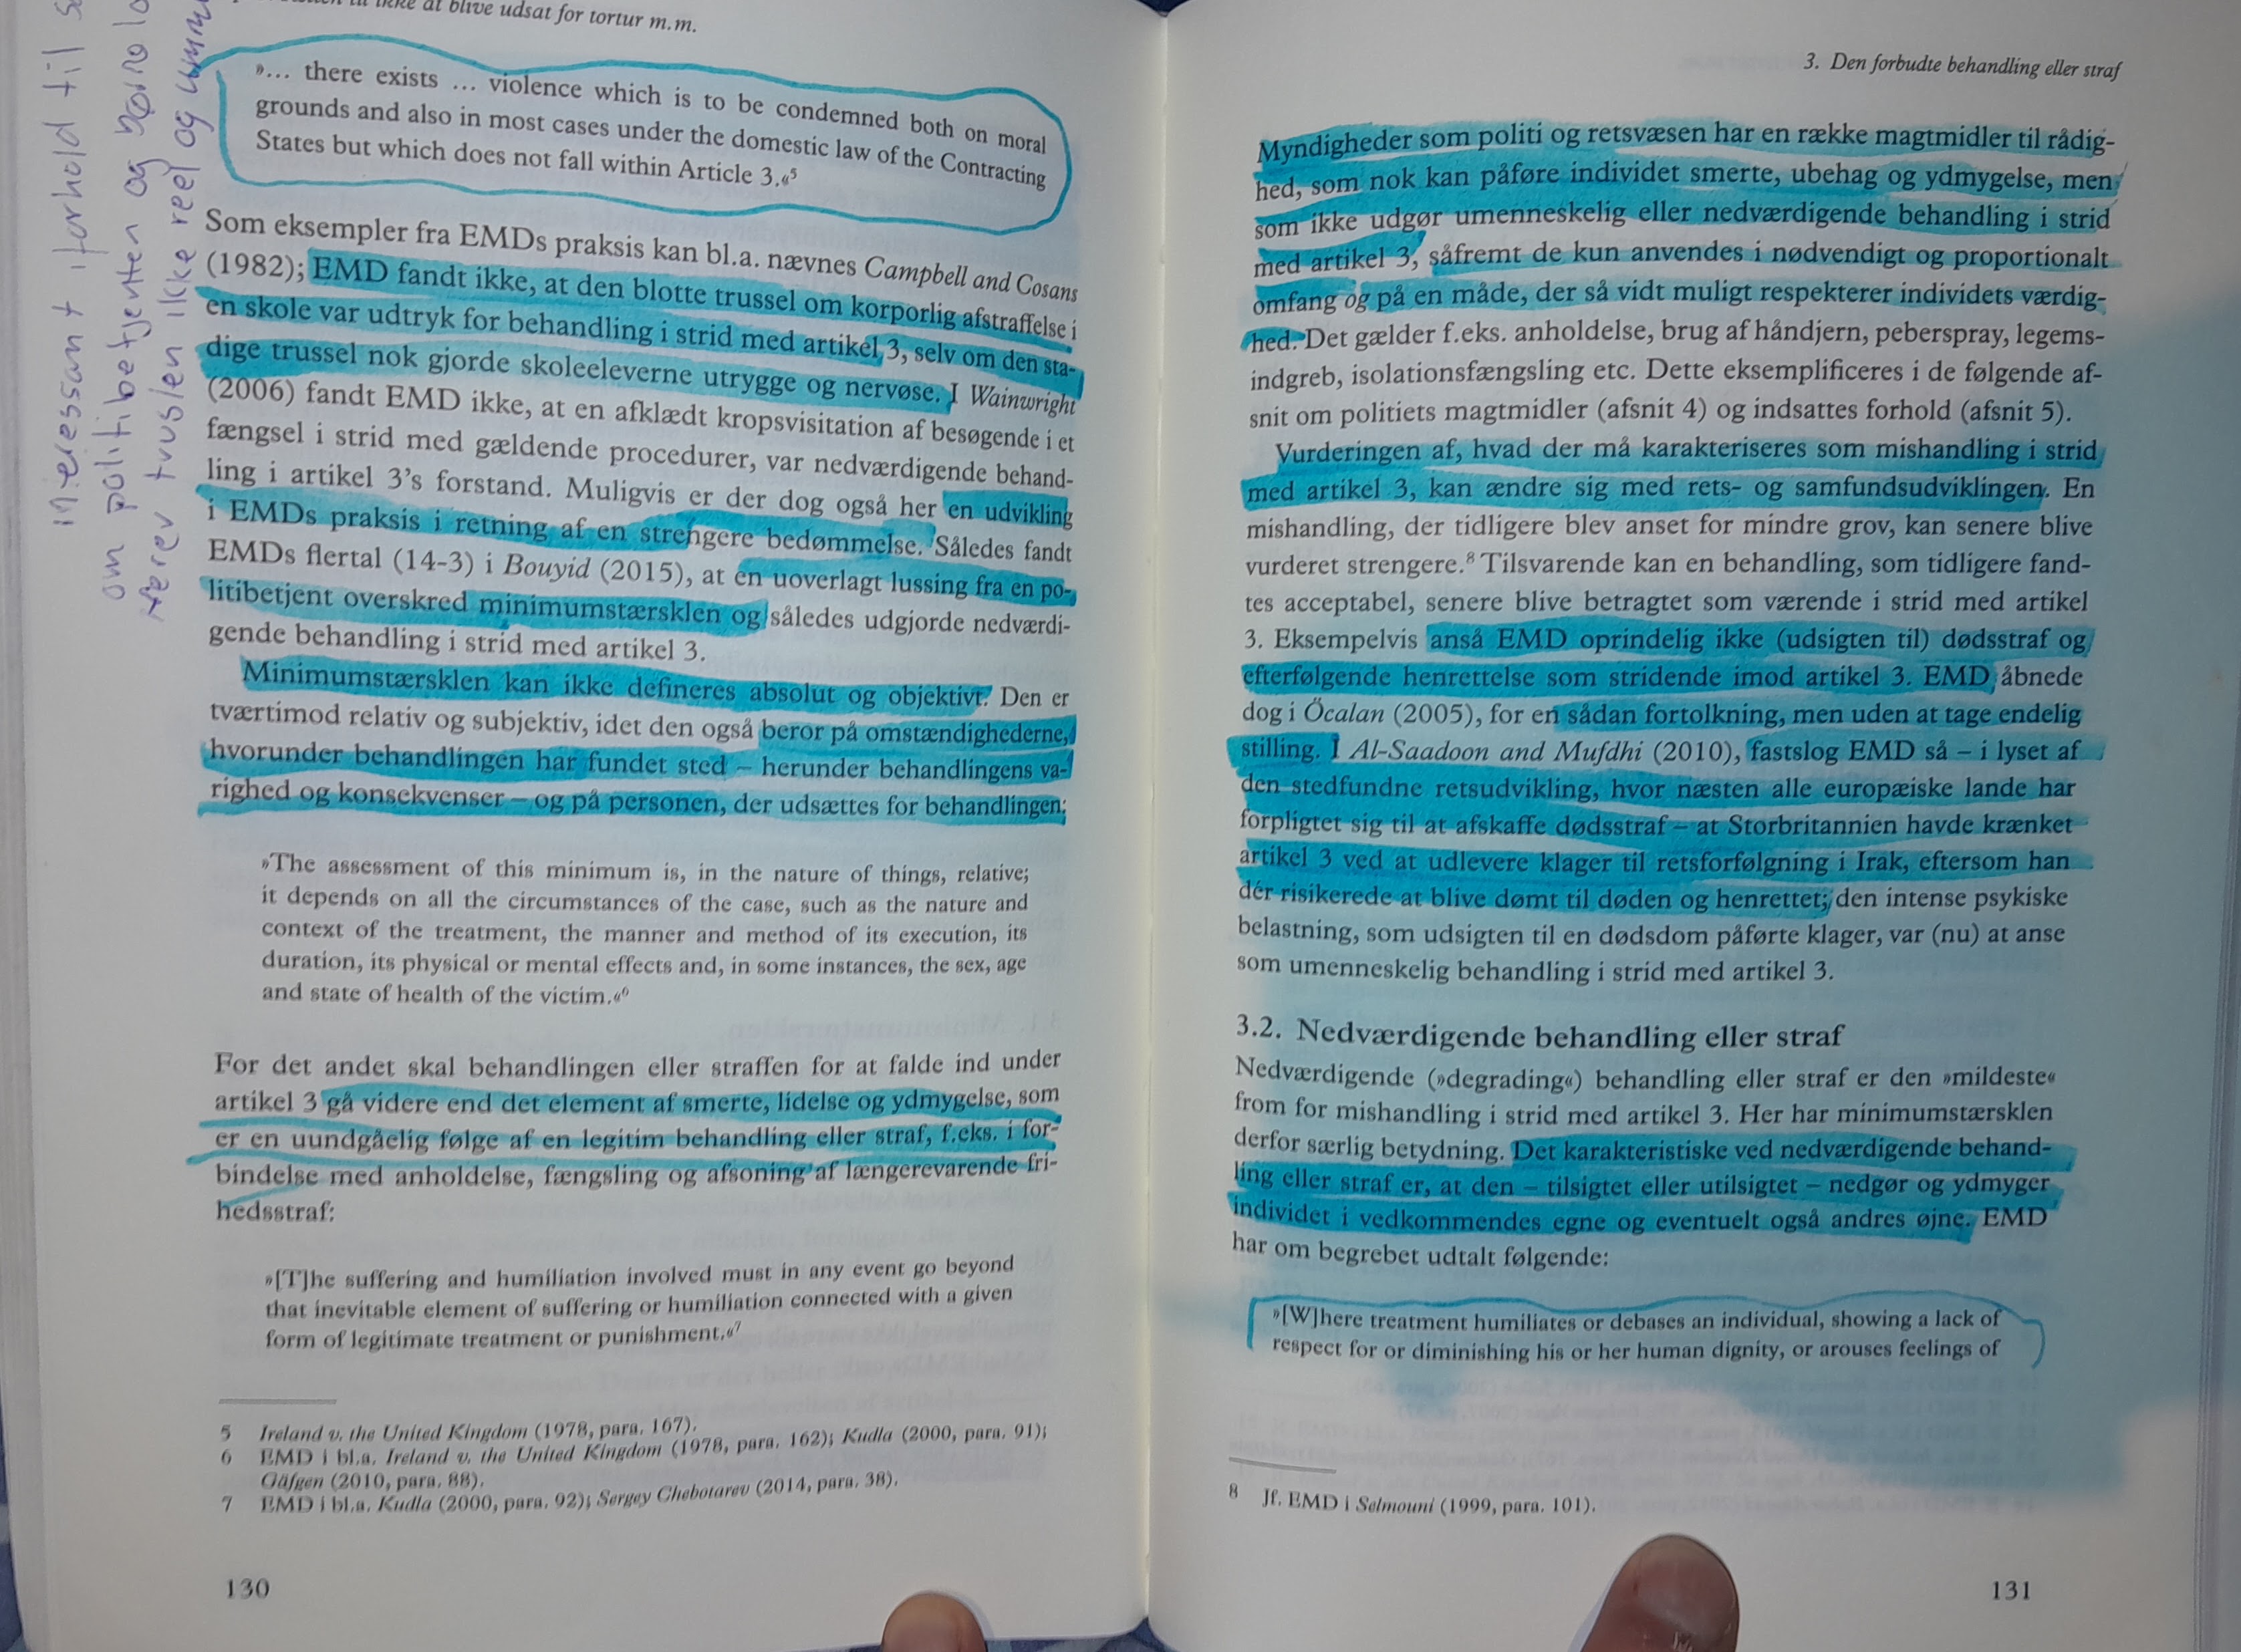 ikke at blive udsat for tortur m.m.
interessant iforhold til
om politibetjenten og
rer truslen ikke reel og
»... there exists ... violence which is to be condemned both on moral
grounds and also in most cases under the domestic law of the Contracting
States but which does not fall within Article 3.«5
Som eksempler fra EMDs praksis kan bl.a. nævnes Campbell and Cosans
(1982); EMD fandt ikke, at den blotte trussel om korporlig afstraffelse i
en skole var udtryk for behandling i strid med artikel 3, selv om den sta-
dige trussel nok gjorde skoleeleverne utrygge og nervøse. I Wainwright
(2006) fandt EMD ikke, at en afklædt kropsvisitation af besøgende i et
fængsel i strid med gældende procedurer, var nedværdigende behand-
ling i artikel 3's forstand. Muligvis er der dog også her en udvikling
i EMDs praksis i retning af en strengere bedømmelse. Således fandt
EMDs flertal (14-3) i Bouyid (2015), at en uoverlagt lussing fra en po-
litibetjent overskred minimumstærsklen og således udgjorde nedværdi-
gende behandling i strid med artikel 3.
Minimumstærsklen kan ikke defineres absolut og objektivt. Den er
tværtimod relativ og subjektiv, idet den også beror på omstændighederne,
hvorunder behandlingen har fundet sted – herunder behandlingens va-
righed og konsekvenser – og på personen, der udsættes for behandlingen:
»The assessment of this minimum is, in the nature of things, relative;
it depends on all the circumstances of the case, such as the nature and
context of the treatment, the manner and method of its execution, its
duration, its physical or mental effects and, in some instances, the sex, age
and state of health of the victim.«6
For det andet skal behandlingen eller straffen for at falde ind under
artikel 3 gå videre end det element af smerte, lidelse og ydmygelse, som
er en uundgåelig følge af en legitim behandling eller straf, f.eks. i for-
bindelse med anholdelse, fængsling og afsoning af længerevarende fri-
hedsstraf:
»[T]he suffering and humiliation involved must in any event go beyond
that inevitable element of suffering or humiliation connected with a given
form of legitimate treatment or punishment.«7
5 Ireland v. the United Kingdom (1978, para. 167).
6 EMD i bl.a. Ireland v. the United Kingdom (1978, para. 162); Kudla (2000, para. 91);
Gäfgen (2010, para. 88).
7 EMD i bl.a. Kudla (2000, para. 92); Sergey Chebotarev (2014, para. 38).
130
3. Den forbudte behandling eller straf
Myndigheder som politi og retsvæsen har en række magtmidler til rådig-
hed, som nok kan påføre individet smerte, ubehag og ydmygelse, men
som ikke udgør umenneskelig eller nedværdigende behandling i strid
med artikel 3, såfremt de kun anvendes i nødvendigt og proportionalt
omfang og på en måde, der så vidt muligt respekterer individets værdig-
hed. Det gælder f.eks. anholdelse, brug af håndjern, peberspray, legems-
indgreb, isolationsfængsling etc. Dette eksemplificeres i de følgende af-
snit om politiets magtmidler (afsnit 4) og indsattes forhold (afsnit 5).
Vurderingen af, hvad der må karakteriseres som mishandling i strid
med artikel 3, kan ændre sig med rets- og samfundsudviklingen. En
mishandling, der tidligere blev anset for mindre grov, kan senere blive
vurderet strengere.8 Tilsvarende kan en behandling, som tidligere fand-
tes acceptabel, senere blive betragtet som værende i strid med artikel
3. Eksempelvis anså EMD oprindelig ikke (udsigten til) dødsstraf og
efterfølgende henrettelse som stridende imod artikel 3. EMD åbnede
dog i Öcalan (2005), for en sådan fortolkning, men uden at tage endelig
stilling. I Al-Saadoon and Mufdhi (2010), fastslog EMD så – i lyset af
den stedfundne retsudvikling, hvor næsten alle europæiske lande har
forpligtet sig til at afskaffe dødsstraf – at Storbritannien havde krænket
artikel 3 ved at udlevere klager til retsforfølgning i Irak, eftersom han
dér risikerede at blive dømt til døden og henrettet; den intense psykiske
belastning, som udsigten til en dødsdom påførte klager, var (nu) at anse
som umenneskelig behandling i strid med artikel 3.
3.2. Nedværdigende behandling eller straf
Nedværdigende (»degrading«) behandling eller straf er den »mildeste«
from for mishandling i strid med artikel 3. Her har minimumstærsklen
derfor særlig betydning. Det karakteristiske ved nedværdigende behand-
ling eller straf er, at den – tilsigtet eller utilsigtet – nedgør og ydmyger
individet i vedkommendes egne og eventuelt også andres øjne. EMD
har om begrebet udtalt følgende:
»[W]here treatment humiliates or debases an individual, showing a lack of
respect for or diminishing his or her human dignity, or arouses feelings of
8 Jf. EMD i Selmouni (1999, para. 101).
131